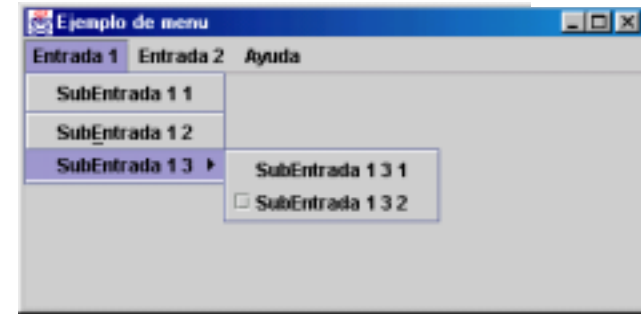 Ejemplo de menu
Entrada 1 Entrada 2 Ayuda
SubEntrada 1 1
SubEntrada 1 2
SubEntrada 1 3
SubEntrada 1 3 1
SubEntrada 1 3 2